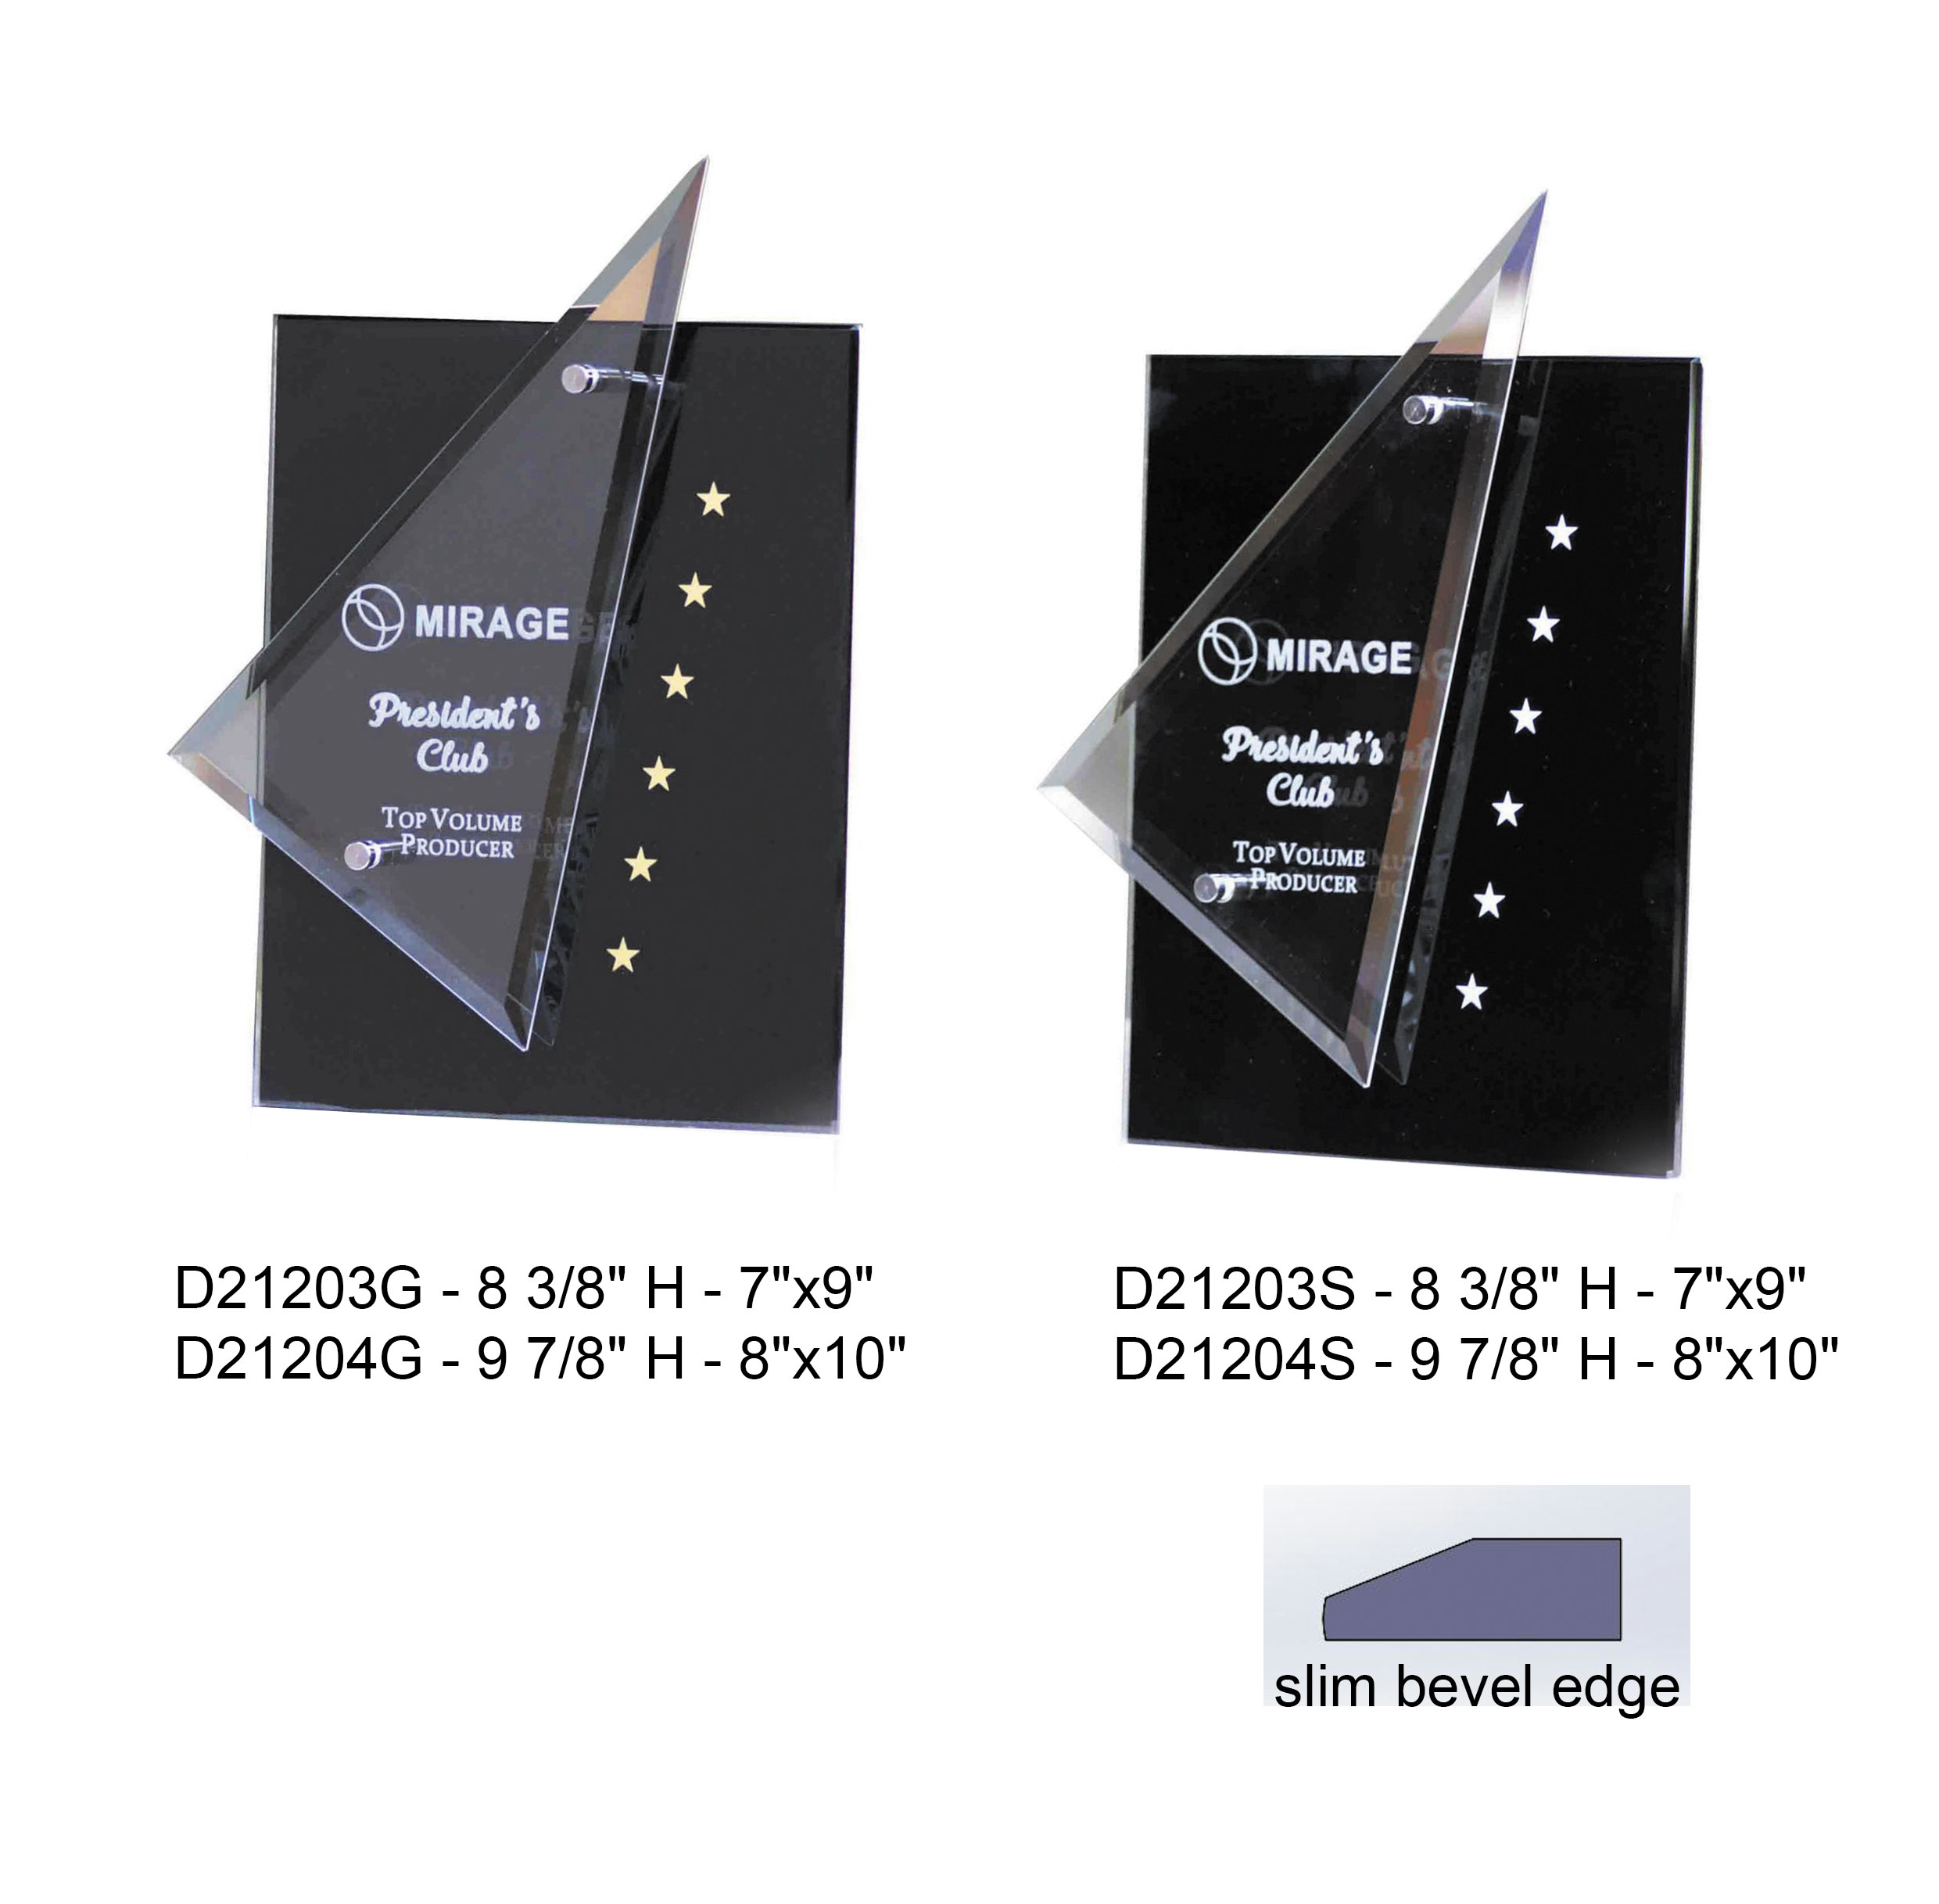 MIRAGE
President's
Club
TOP VOLUME
PRODUCER
MIRAGE
President's
Club
TOP VOLUME
PRODUCER
D21203G - 8 3/8" H - 7"x9"
D21204G - 9 7/8" H - 8"x10"
D21203S - 8 3/8" H - 7"x9"
D21204S - 9 7/8" H - 8"x10"
slim bevel edge